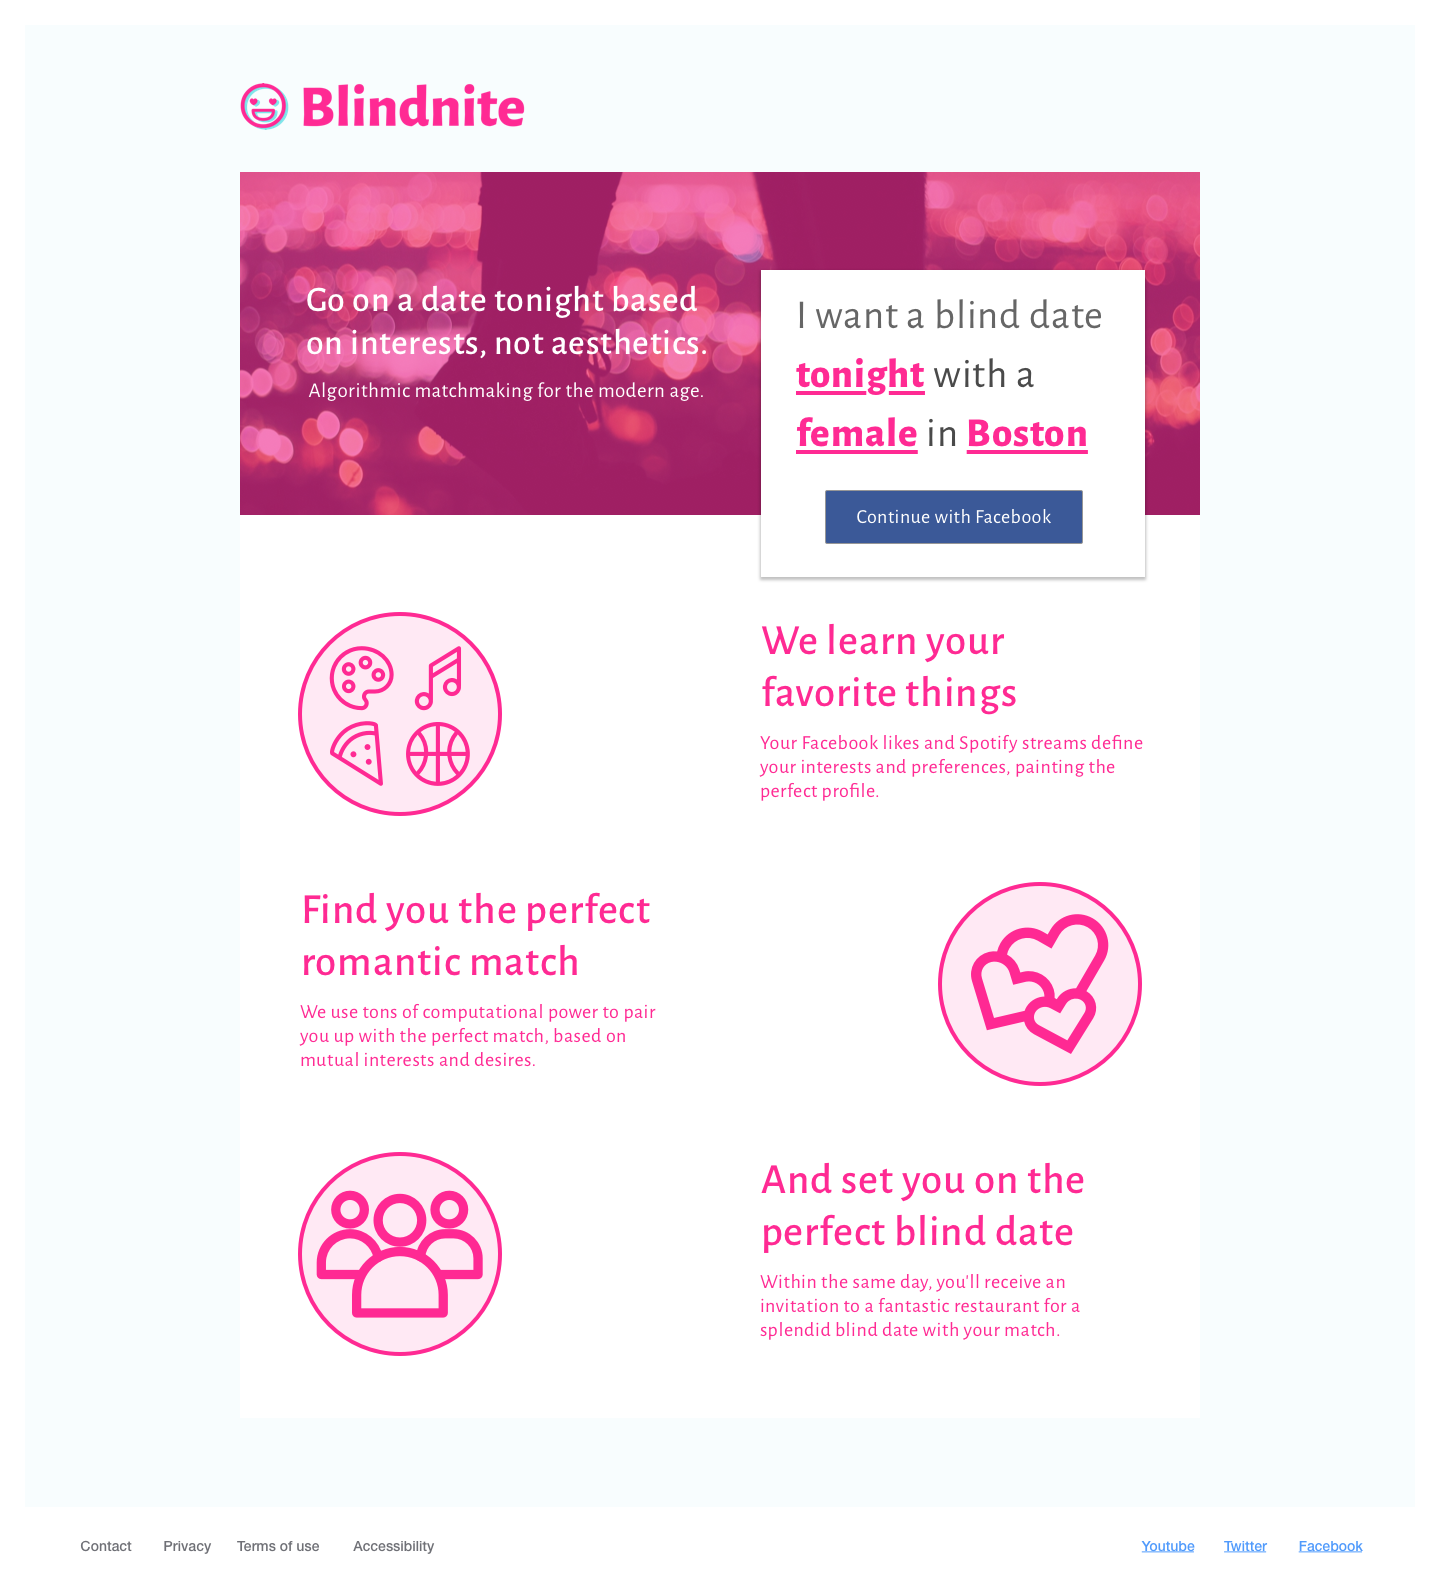 Blindnite
Go on a date tonight based
on interests, not aesthetics.
Algorithmic matchmaking for the modern age.
I want a blind date
tonight with a
female in Boston
Continue with Facebook
We learn your
favorite things
Your Facebook likes and Spotify streams define
your interests and preferences, painting the
perfect profile.
Find you the perfect
romantic match
We use tons of computational power to pair
you up with the perfect match, based on
mutual interests and desires.
And set you on the
perfect blind date
Within the same day, you'll receive an
invitation to a fantastic restaurant for a
splendid blind date with your match.
Contact Privacy Terms of use Accessibility Youtube Twitter Facebook